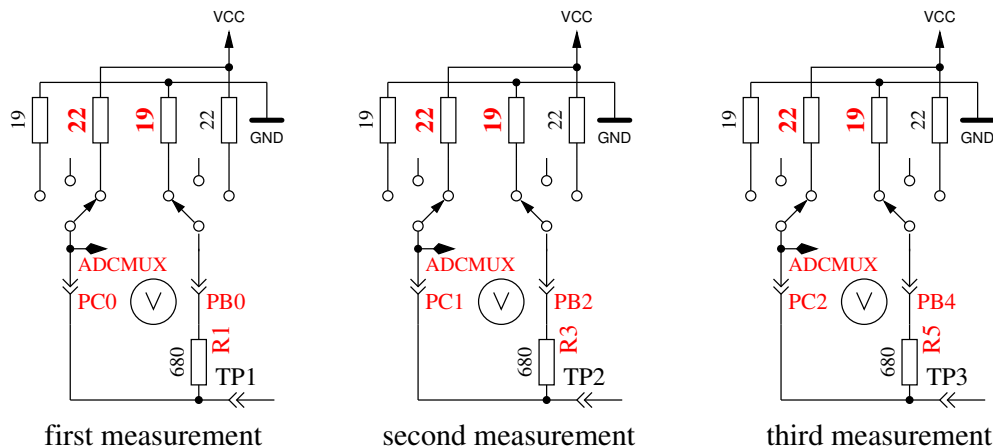 VCC
19
22
19
22
GND
ADCMUX
PC0
V
PB0
R1
680
TP1
first measurement
VCC
19
22
19
22
GND
ADCMUX
PC1
V
PB2
R3
680
TP2
second measurement
VCC
19
22
19
22
GND
ADCMUX
PC2
V
PB4
R5
680
TP3
third measurement